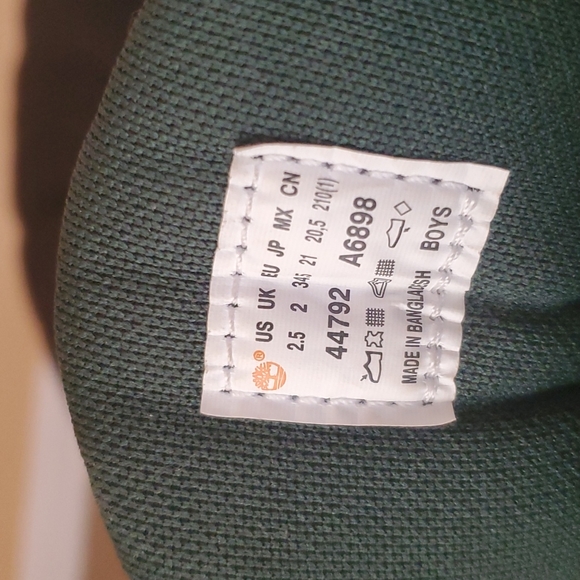 ® US UK EU JP MX CN
2.5 2 34 21 20,5 210(1)
44792 A6898
MADE IN BANGLADESH BOYS